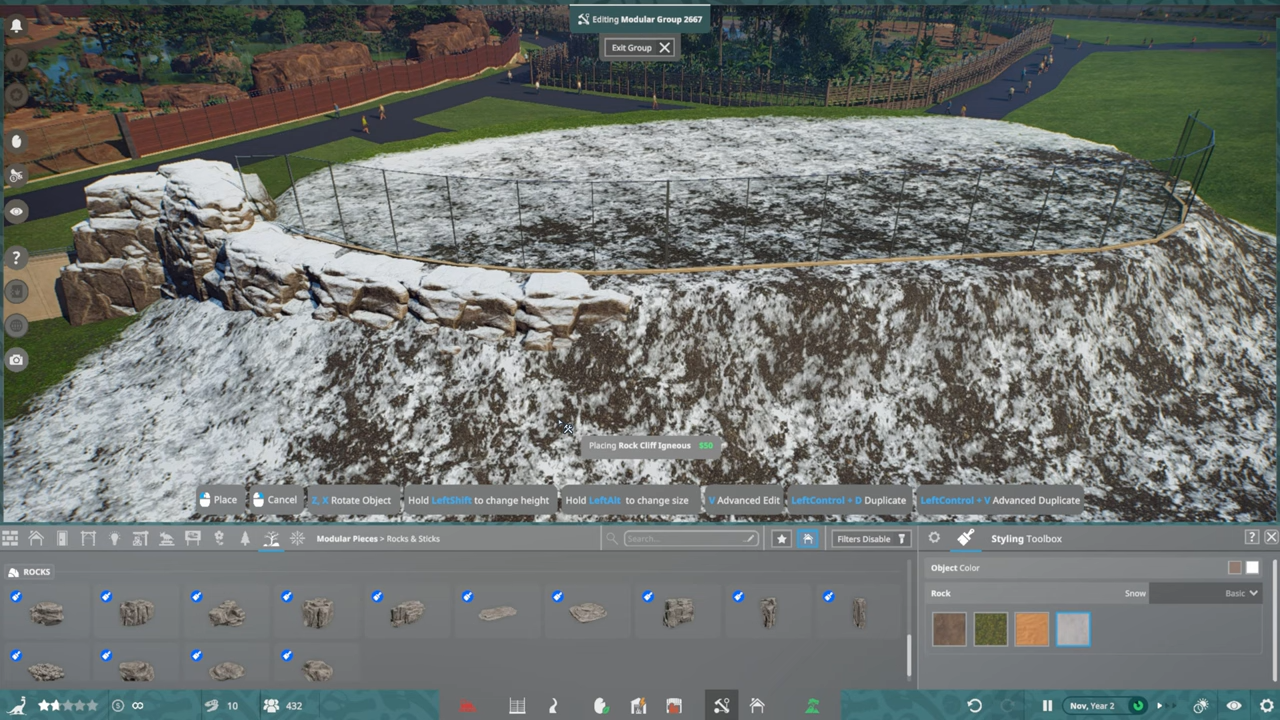 Editing Modular Group 2667
Exit Group
Placing Rock Cliff Igneous $50
Place
Cancel
Z, X Rotate Object
Hold LeftShift to change height
Hold LeftAlt to change size
V Advanced Edit
LeftControl + D Duplicate
LeftControl + V Advanced Duplicate
Modular Pieces > Rocks & Sticks
Search...
Filters Disable
Styling Toolbox
?
ROCKS
Object Color
Rock
Snow
Basic
?
10
432
Nov, Year 2